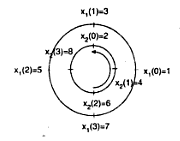 x₁(1)=3
x₂(0)=2
x₂(3)=8
x₁(2)=5
x₁(0)=1
x₂(1)=4
x₂(2)=6
x₁(3)=7